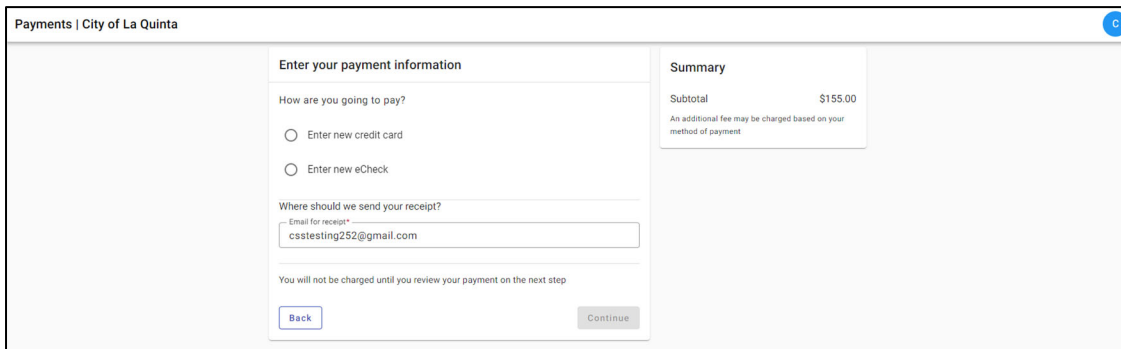 Payments | City of La Quinta
C
Enter your payment information
How are you going to pay?
Enter new credit card
Enter new eCheck
Where should we send your receipt?
Email for receipt*
csstesting252@gmail.com
You will not be charged until you review your payment on the next step
Back
Continue
Summary
Subtotal $155.00
An additional fee may be charged based on your
method of payment